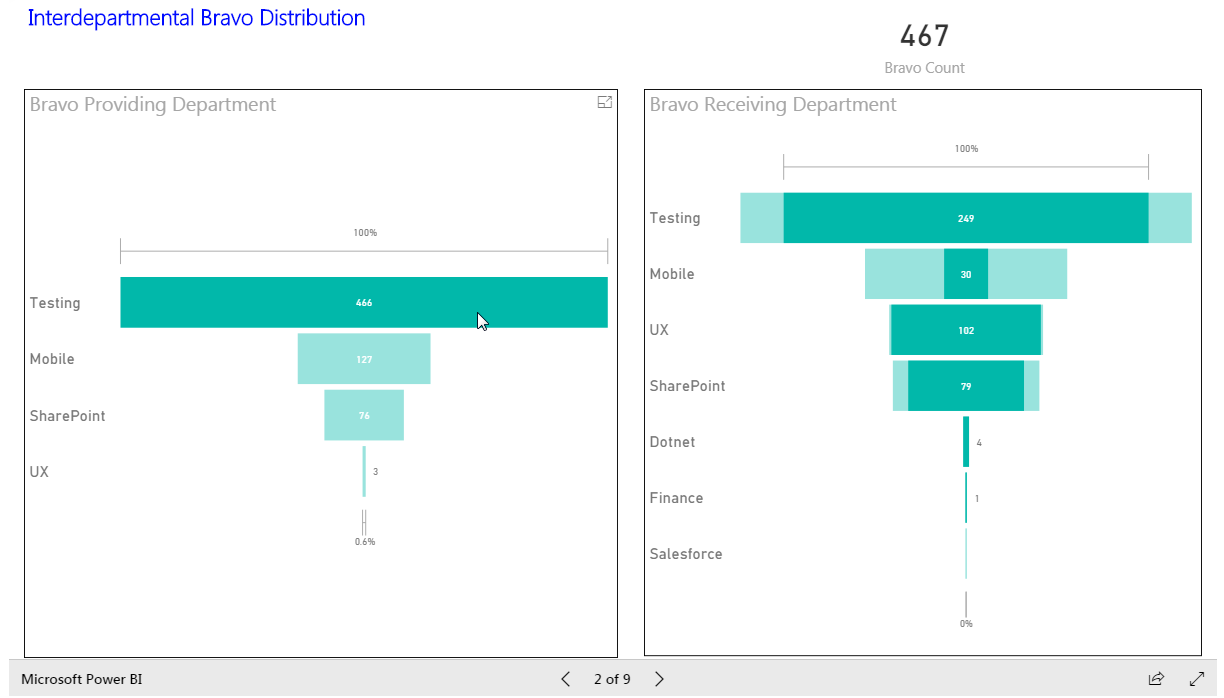 Interdepartmental Bravo Distribution
467
Bravo Count
Bravo Providing Department
100%
Testing
466
Mobile
127
SharePoint
76
UX
3
0.6%
Bravo Receiving Department
100%
Testing
249
Mobile
30
UX
102
SharePoint
79
Dotnet
4
Finance
1
Salesforce
0%
Microsoft Power BI
2 of 9